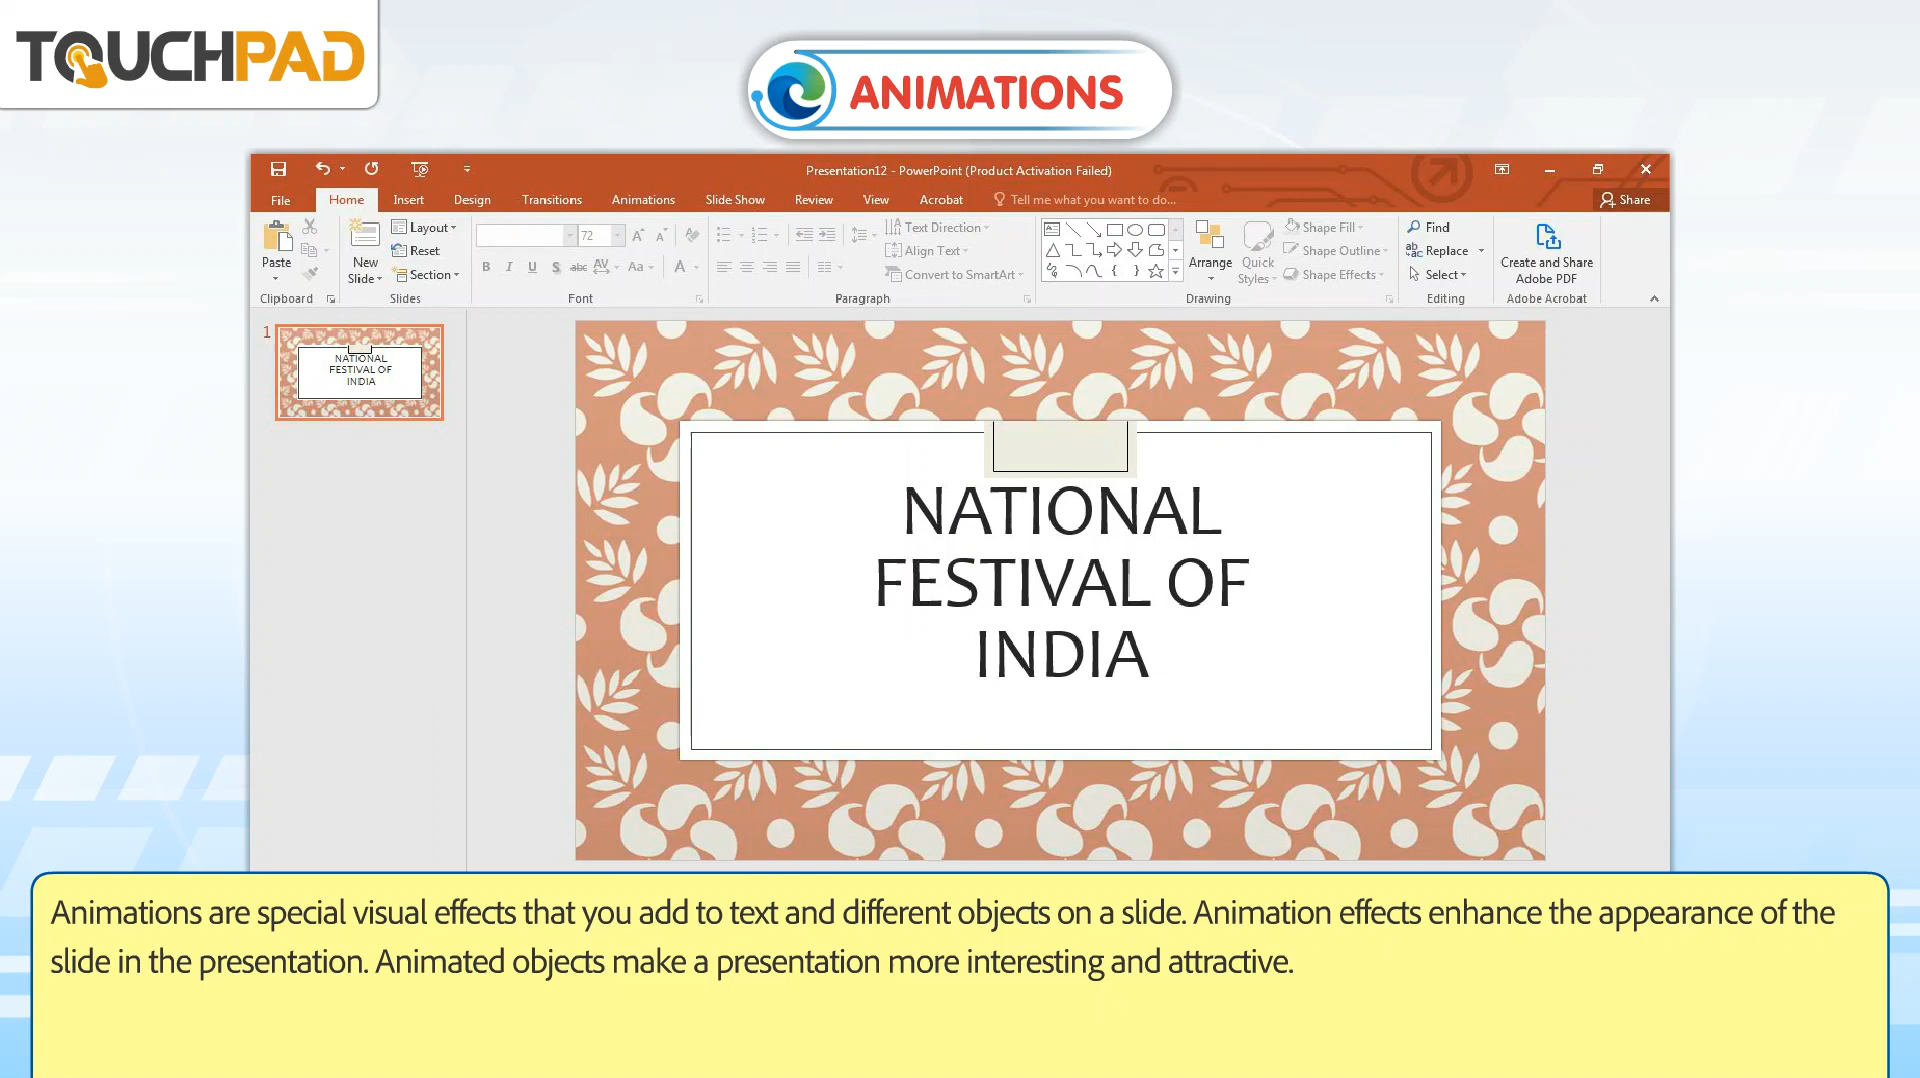 TOUCHPAD
ANIMATIONS
Presentation12 - PowerPoint (Product Activation Failed)
File Home Insert Design Transitions Animations Slide Show Review View Acrobat Tell me what you want to do... Share
Paste
Clipboard
New
Slide
Layout
Reset
Section
Slides
72
B I U S abc AV Aa A
Font
Text Direction
Align Text
Convert to SmartArt
Paragraph
Arrange
Quick
Styles
Shape Fill
Shape Outline
Shape Effects
Drawing
Find
Replace
Select
Editing
Create and Share
Adobe PDF
Adobe Acrobat
1
NATIONAL
FESTIVAL OF
INDIA
NATIONAL
FESTIVAL OF
INDIA
Animations are special visual effects that you add to text and different objects on a slide. Animation effects enhance the appearance of the
slide in the presentation. Animated objects make a presentation more interesting and attractive.